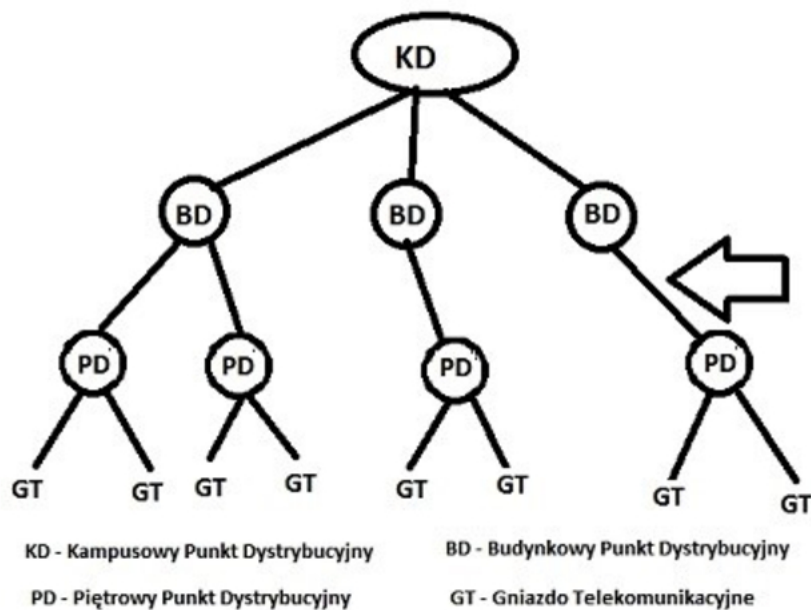 KD
BD BD BD
PD PD PD PD
GT GT GT GT GT GT GT GT
KD - Kampusowy Punkt Dystrybucyjny BD - Budynkowy Punkt Dystrybucyjny
PD - Piętrowy Punkt Dystrybucyjny GT - Gniazdo Telekomunikacyjne